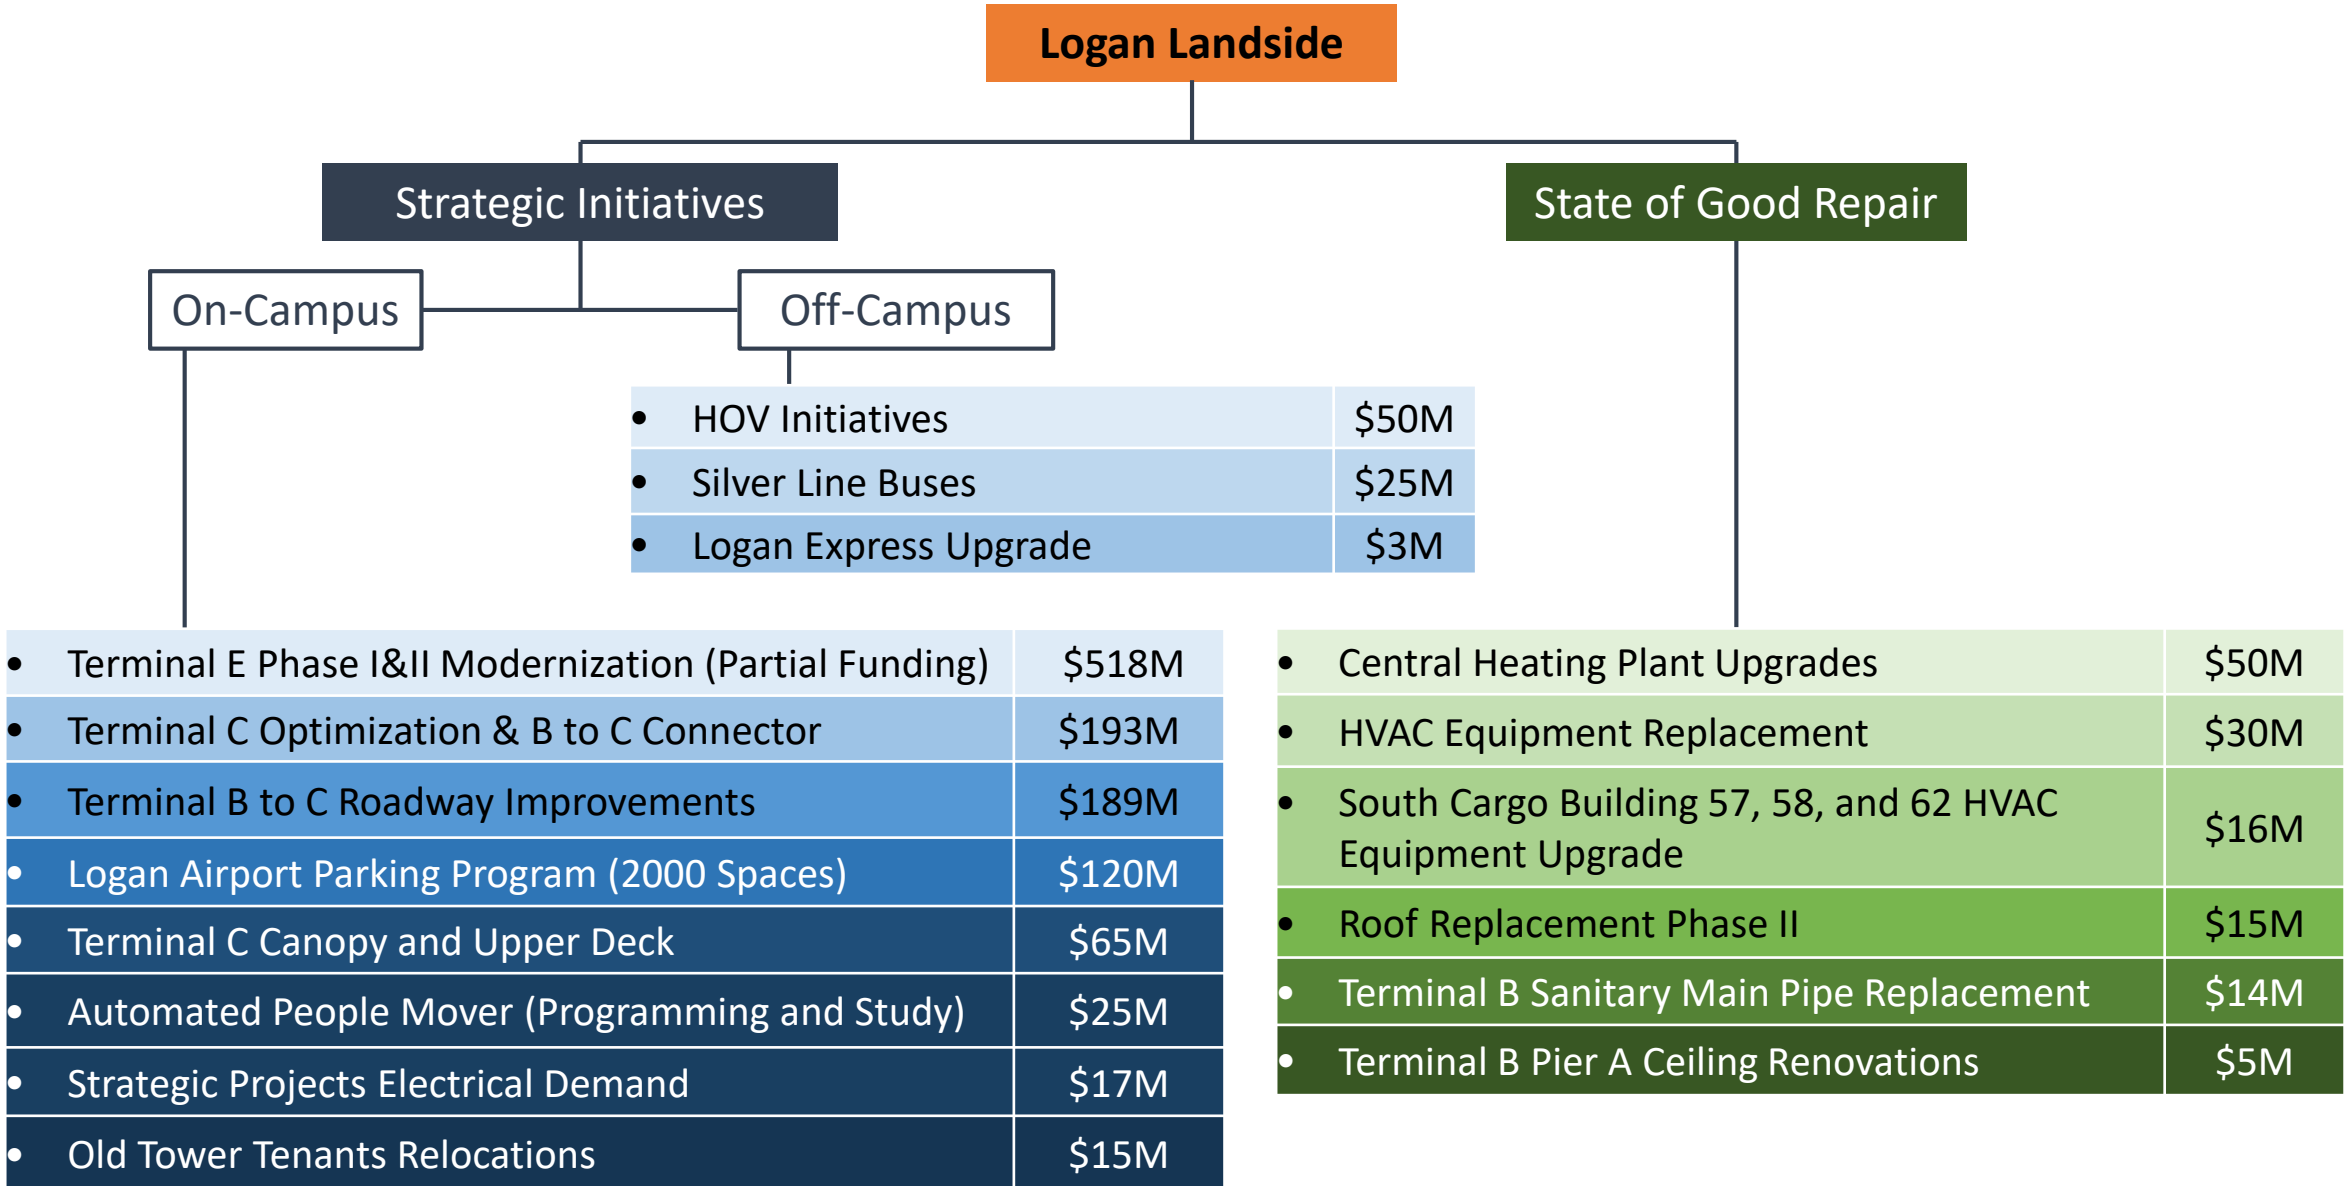 Logan Landside
Strategic Initiatives
State of Good Repair
On-Campus
Off-Campus
• HOV Initiatives $50M
• Silver Line Buses $25M
• Logan Express Upgrade $3M
• Terminal E Phase I&II Modernization (Partial Funding) $518M
• Terminal C Optimization & B to C Connector $193M
• Terminal B to C Roadway Improvements $189M
• Logan Airport Parking Program (2000 Spaces) $120M
• Terminal C Canopy and Upper Deck $65M
• Automated People Mover (Programming and Study) $25M
• Strategic Projects Electrical Demand $17M
• Old Tower Tenants Relocations $15M
• Central Heating Plant Upgrades $50M
• HVAC Equipment Replacement $30M
• South Cargo Building 57, 58, and 62 HVAC
Equipment Upgrade $16M
• Roof Replacement Phase II $15M
• Terminal B Sanitary Main Pipe Replacement $14M
• Terminal B Pier A Ceiling Renovations $5M